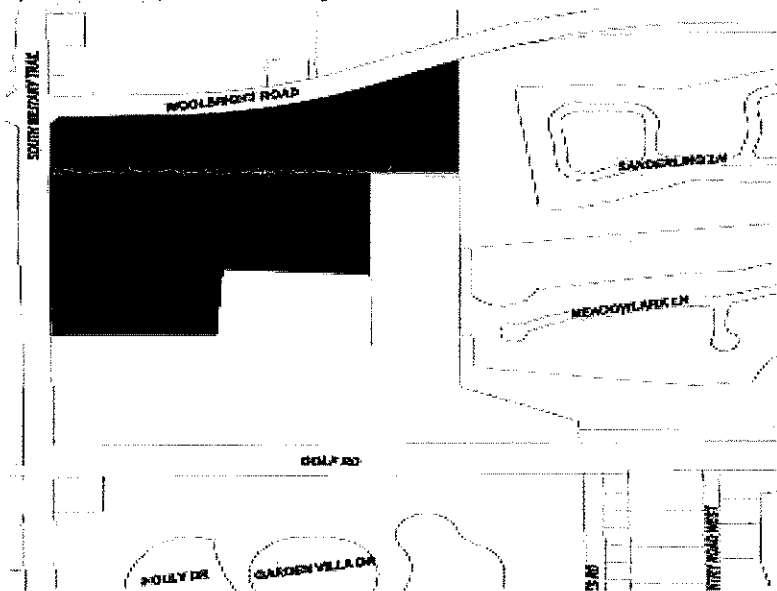 SOUTH MILITARY TRAIL
WOOLBRIGHT ROAD
SANDERLING LN
MEADOWLARK LN
GOLF RD
HOLLY DR
GARDEN VILLA DR